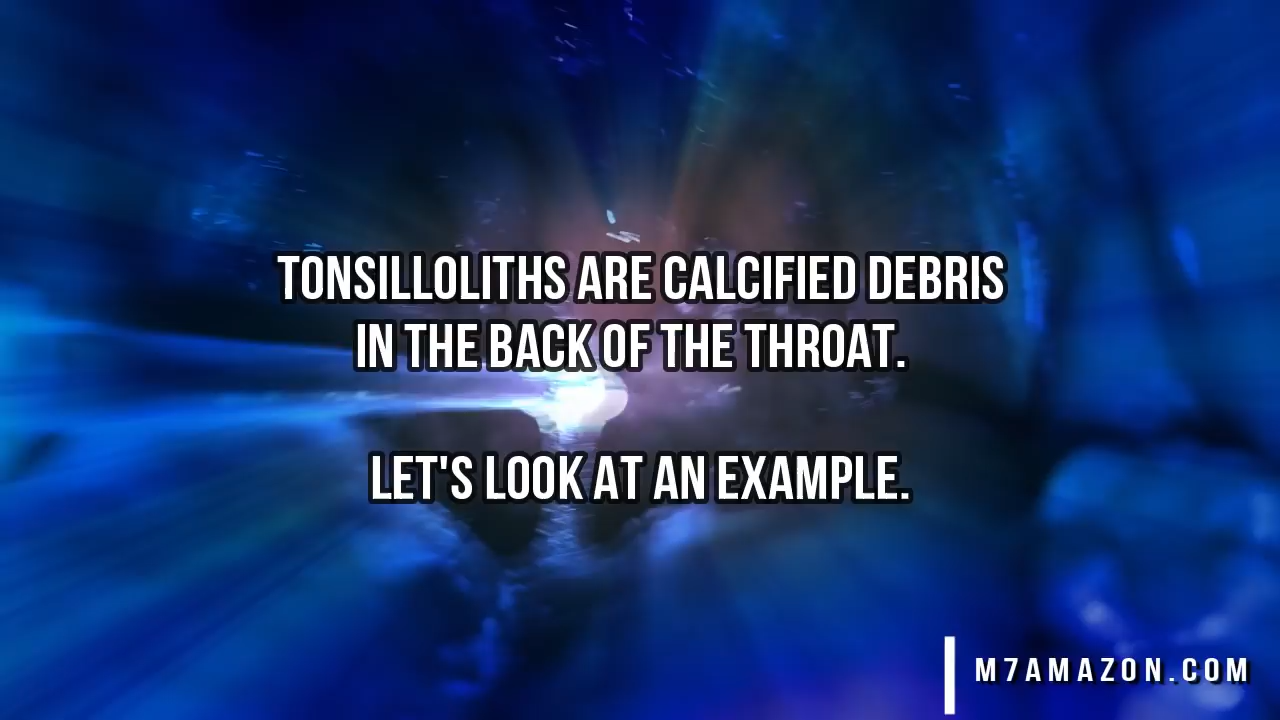 TONSILLOLITHS ARE CALCIFIED DEBRIS
IN THE BACK OF THE THROAT.
LET'S LOOK AT AN EXAMPLE.
M7AMAZON.COM